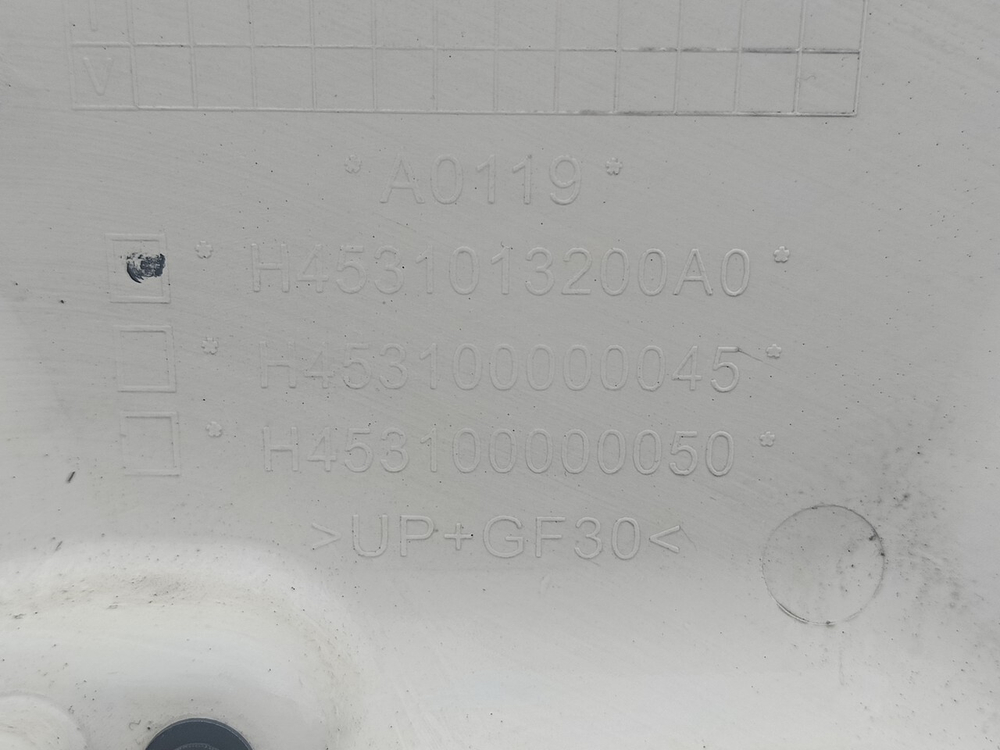 A
* A0119 *
* H4531013200A0 *
* H453100000045 *
* H453100000050 *
>UP+GF30<